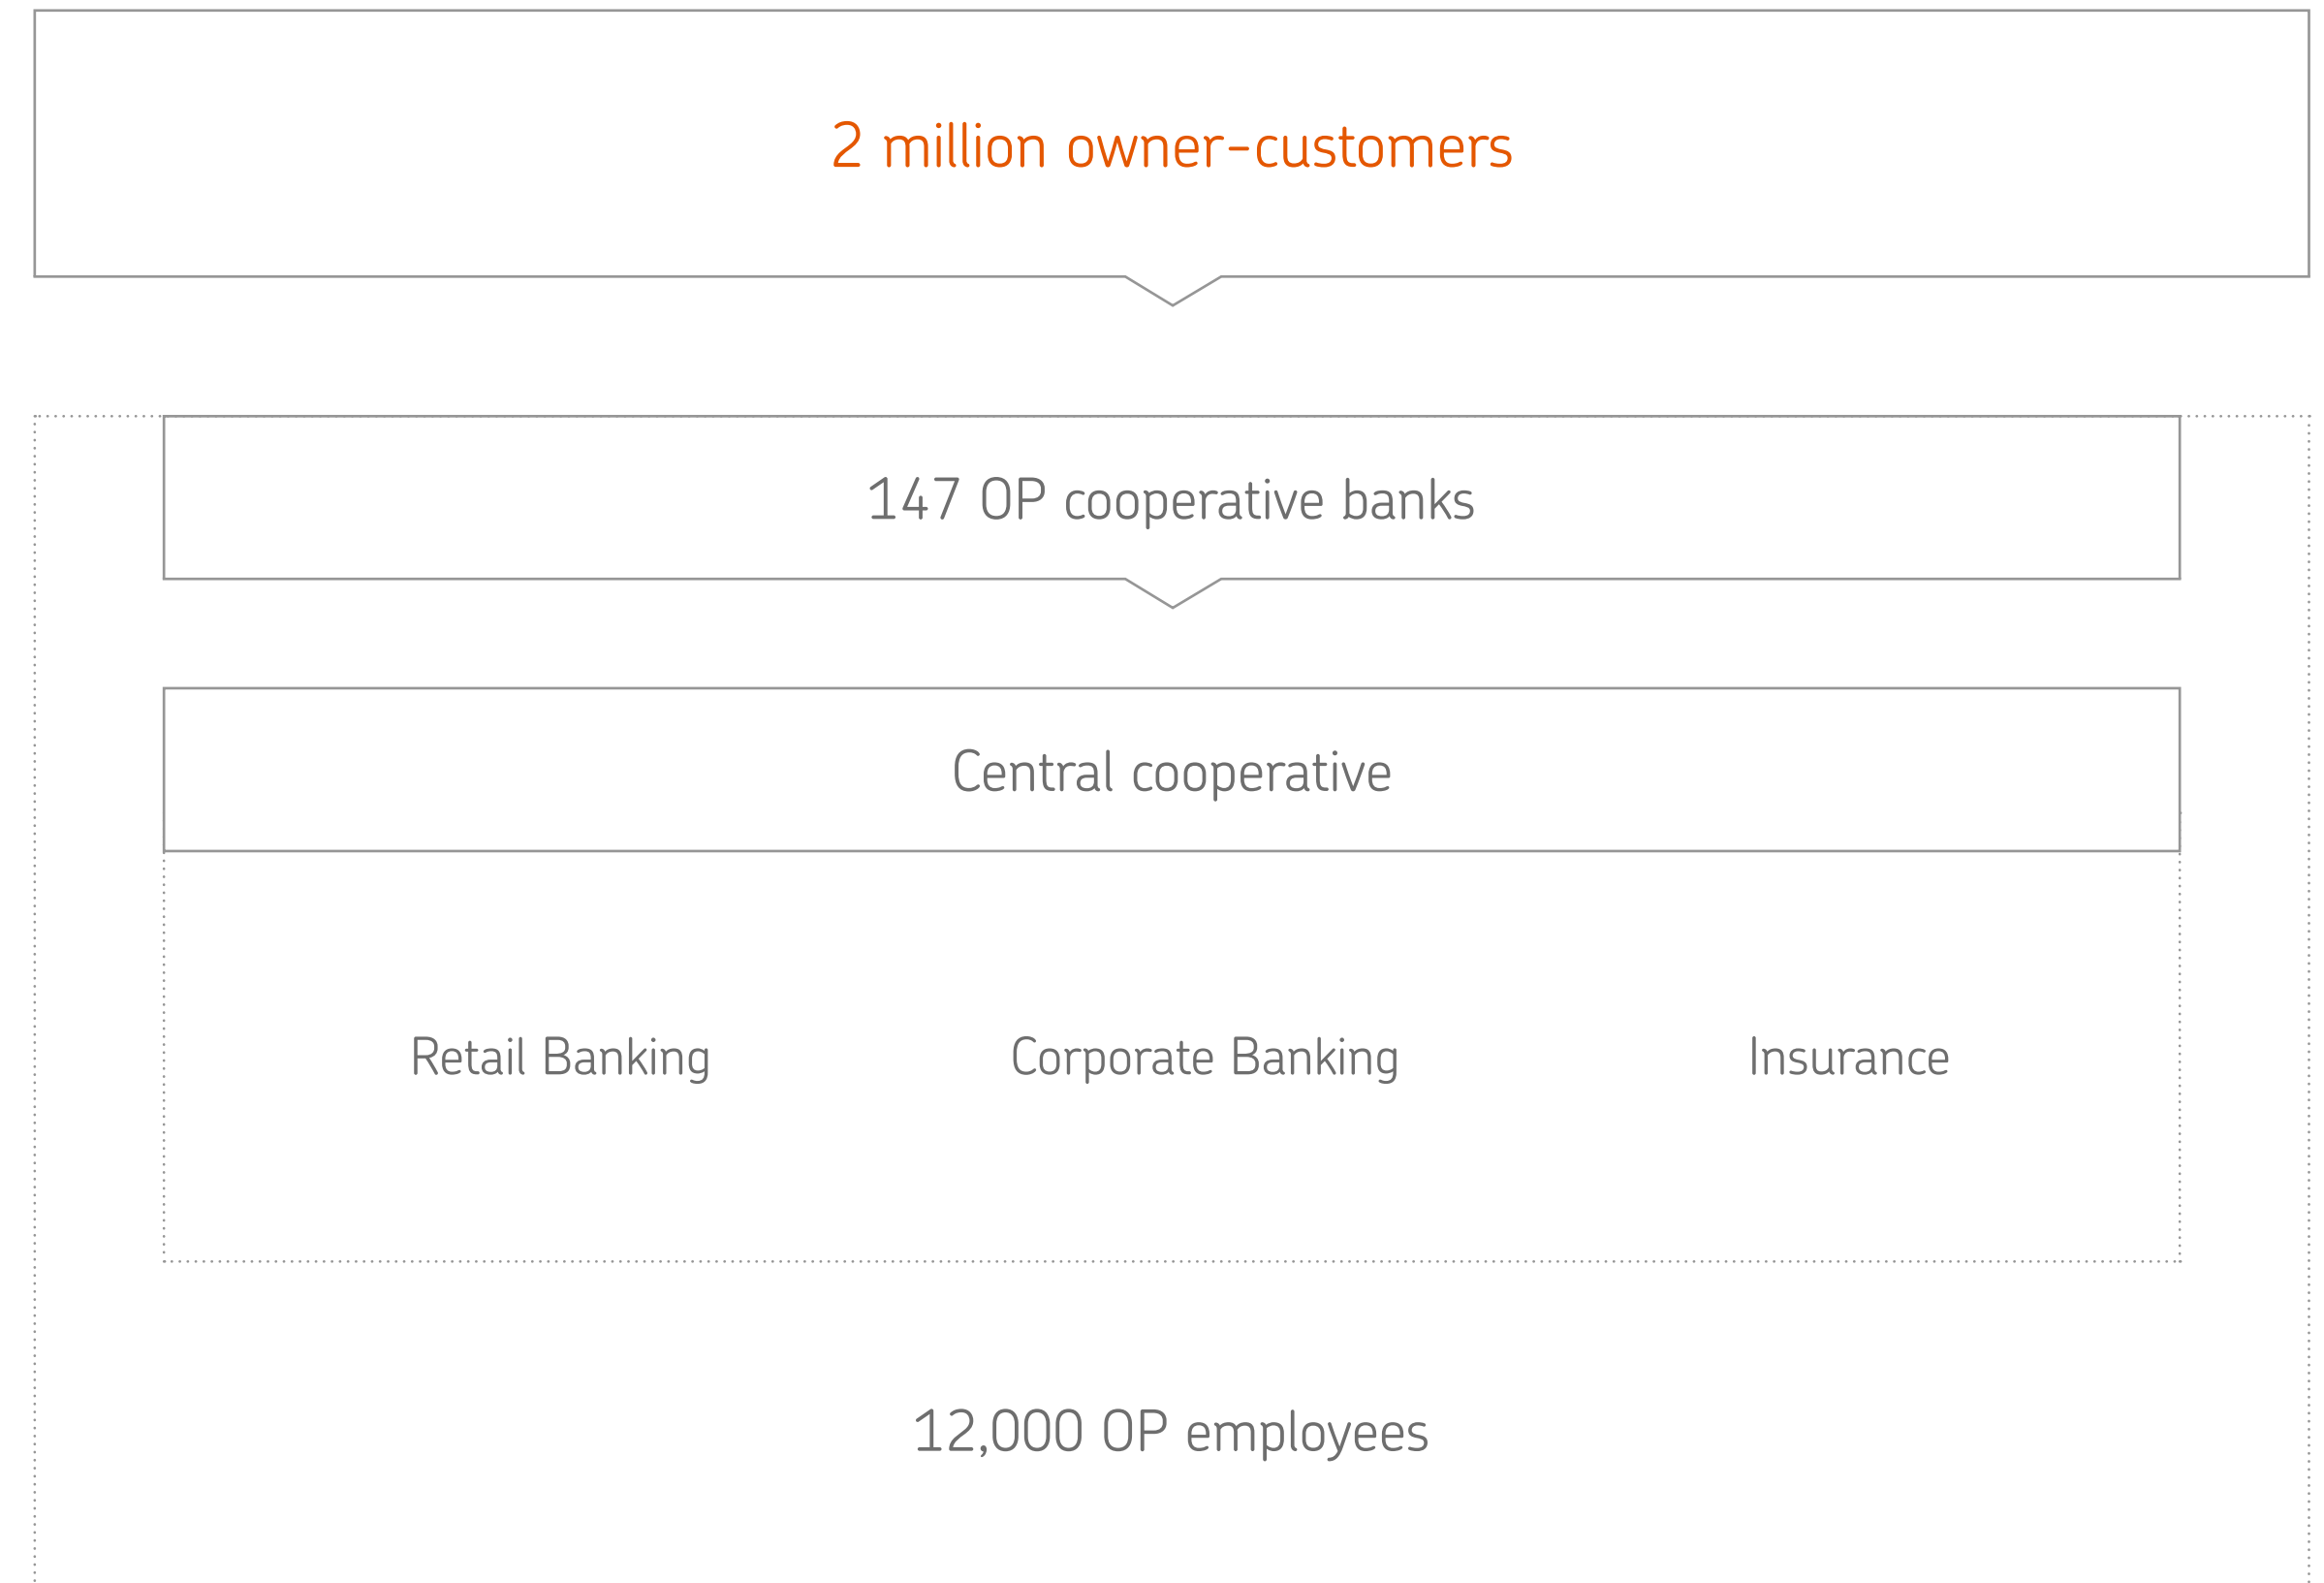 2 million owner-customers
147 OP cooperative banks
Central cooperative
Retail Banking Corporate Banking Insurance
12,000 OP employees